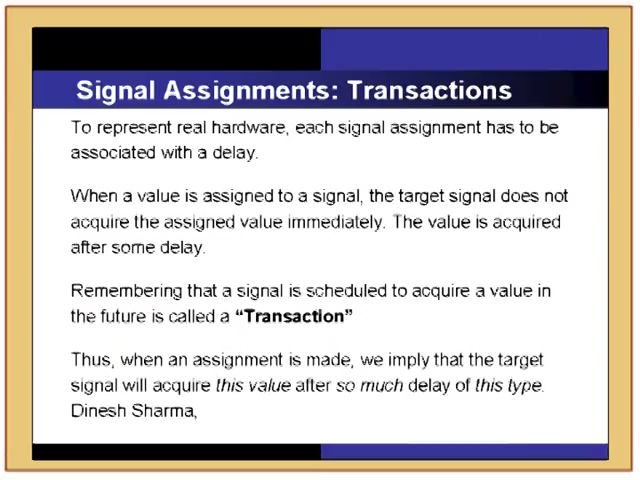 Signal Assignments: Transactions
To represent real hardware, each signal assignment has to be
associated with a delay.
When a value is assigned to a signal, the target signal does not
acquire the assigned value immediately. The value is acquired
after some delay.
Remembering that a signal is scheduled to acquire a value in
the future is called a “Transaction”
Thus, when an assignment is made, we imply that the target
signal will acquire this value after so much delay of this type.
Dinesh Sharma,